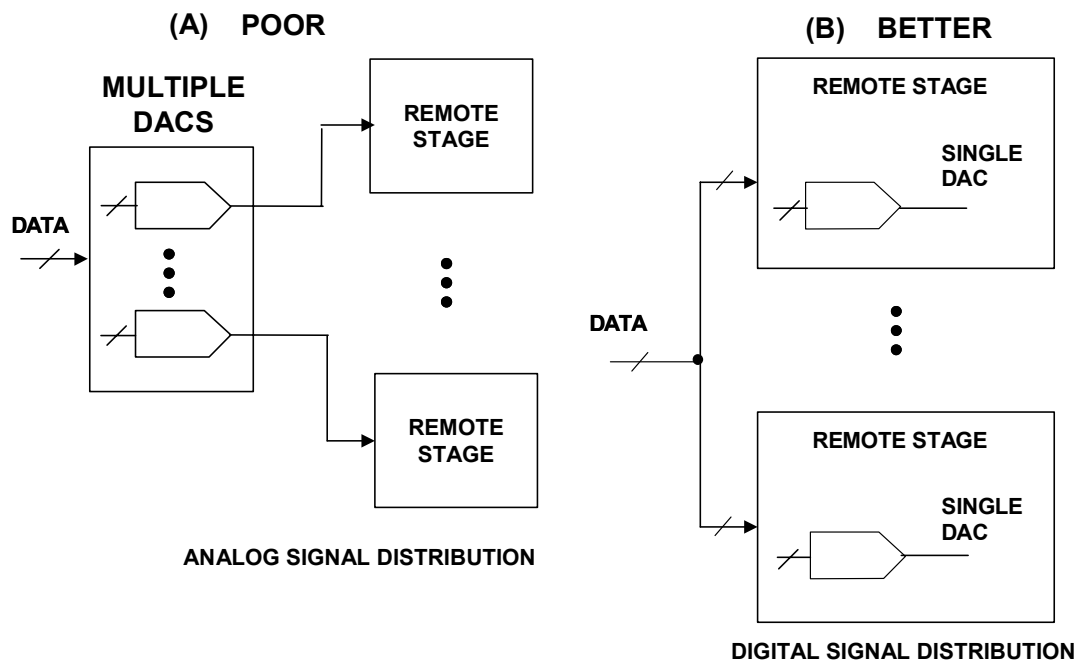 (A) POOR
MULTIPLE
DACS
DATA
REMOTE
STAGE
REMOTE
STAGE
ANALOG SIGNAL DISTRIBUTION
(B) BETTER
REMOTE STAGE
SINGLE
DAC
DATA
REMOTE STAGE
SINGLE
DAC
DIGITAL SIGNAL DISTRIBUTION